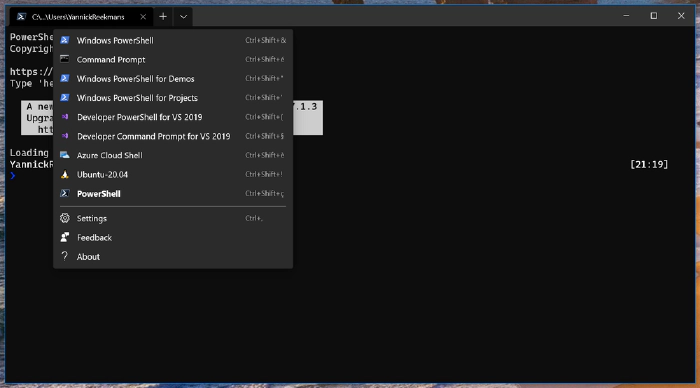 C:\...\Users\YannickReekmans
PowerShe
Copyrigh
https:/
Type 'he
A new 7.1.3
Upgra
ht
Loading
YannickR [21:19]
Windows PowerShell Ctrl+Shift+&
Command Prompt Ctrl+Shift+é
Windows PowerShell for Demos Ctrl+Shift+"
Windows PowerShell for Projects Ctrl+Shift+'
Developer PowerShell for VS 2019 Ctrl+Shift+(
Developer Command Prompt for VS 2019 Ctrl+Shift+§
Azure Cloud Shell Ctrl+Shift+è
Ubuntu-20.04 Ctrl+Shift+!
PowerShell Ctrl+Shift+ç
Settings Ctrl+,
Feedback
About